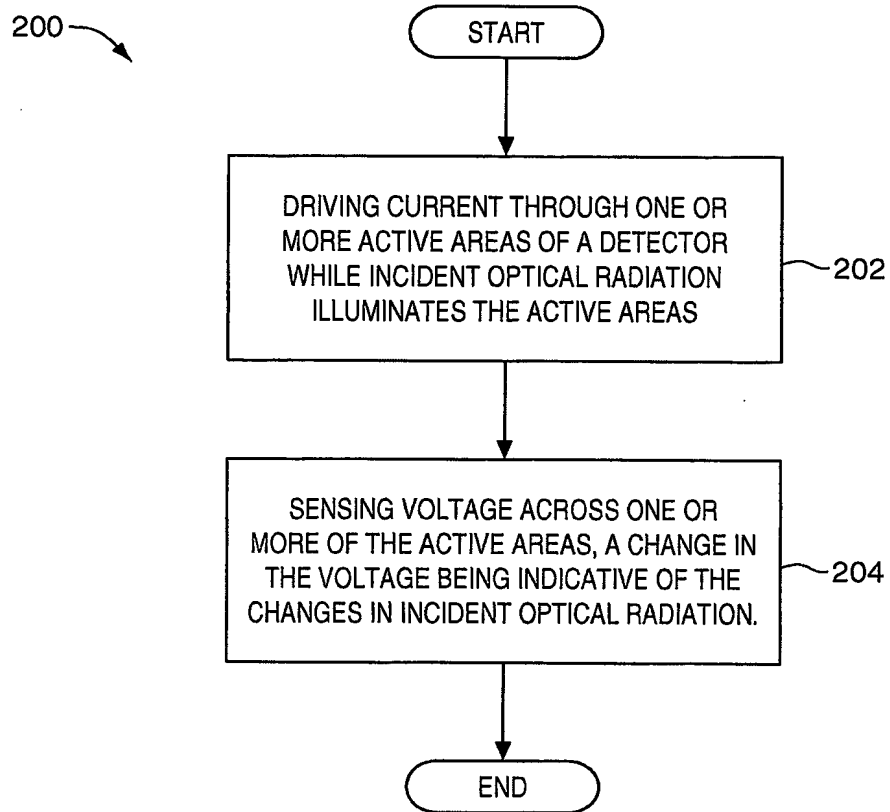 200
START
DRIVING CURRENT THROUGH ONE OR
MORE ACTIVE AREAS OF A DETECTOR
WHILE INCIDENT OPTICAL RADIATION
ILLUMINATES THE ACTIVE AREAS
202
SENSING VOLTAGE ACROSS ONE OR
MORE OF THE ACTIVE AREAS, A CHANGE IN
THE VOLTAGE BEING INDICATIVE OF THE
CHANGES IN INCIDENT OPTICAL RADIATION.
204
END